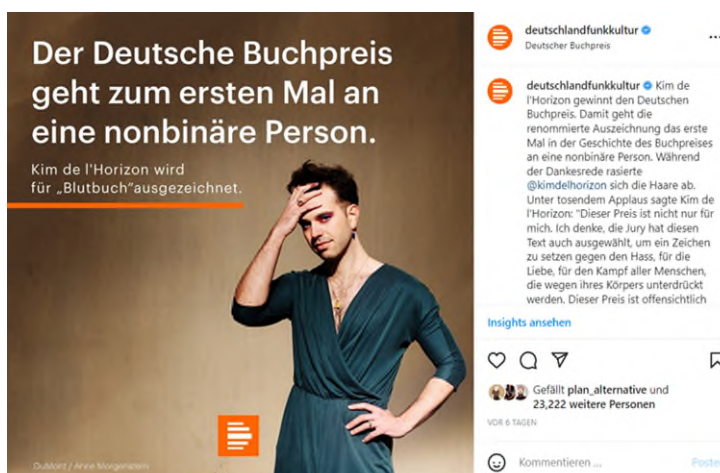 Der Deutsche Buchpreis
geht zum ersten Mal an
eine nonbinäre Person.
Kim de l'Horizon wird
für „Blutbuch“ausgezeichnet.
DuMont / Anne Morgenstern
deutschlandfunkkultur
Deutscher Buchpreis
deutschlandfunkkultur Kim de
l'Horizon gewinnt den Deutschen
Buchpreis. Damit geht die
renommierte Auszeichnung das erste
Mal in der Geschichte des Buchpreises
an eine nonbinäre Person. Während
der Dankesrede rasierte
@kimdelhorizon sich die Haare ab.
Unter tosendem Applaus sagte Kim de
l'Horizon: "Dieser Preis ist nicht nur für
mich. Ich denke, die Jury hat diesen
Text auch ausgewählt, um ein Zeichen
zu setzen gegen den Hass, für die
Liebe, für den Kampf aller Menschen,
die wegen ihres Körpers unterdrückt
werden. Dieser Preis ist offensichtlich
Insights ansehen
Gefällt plan_alternative und
23,222 weitere Personen
VOR 6 TAGEN
Kommentieren ...
Posten